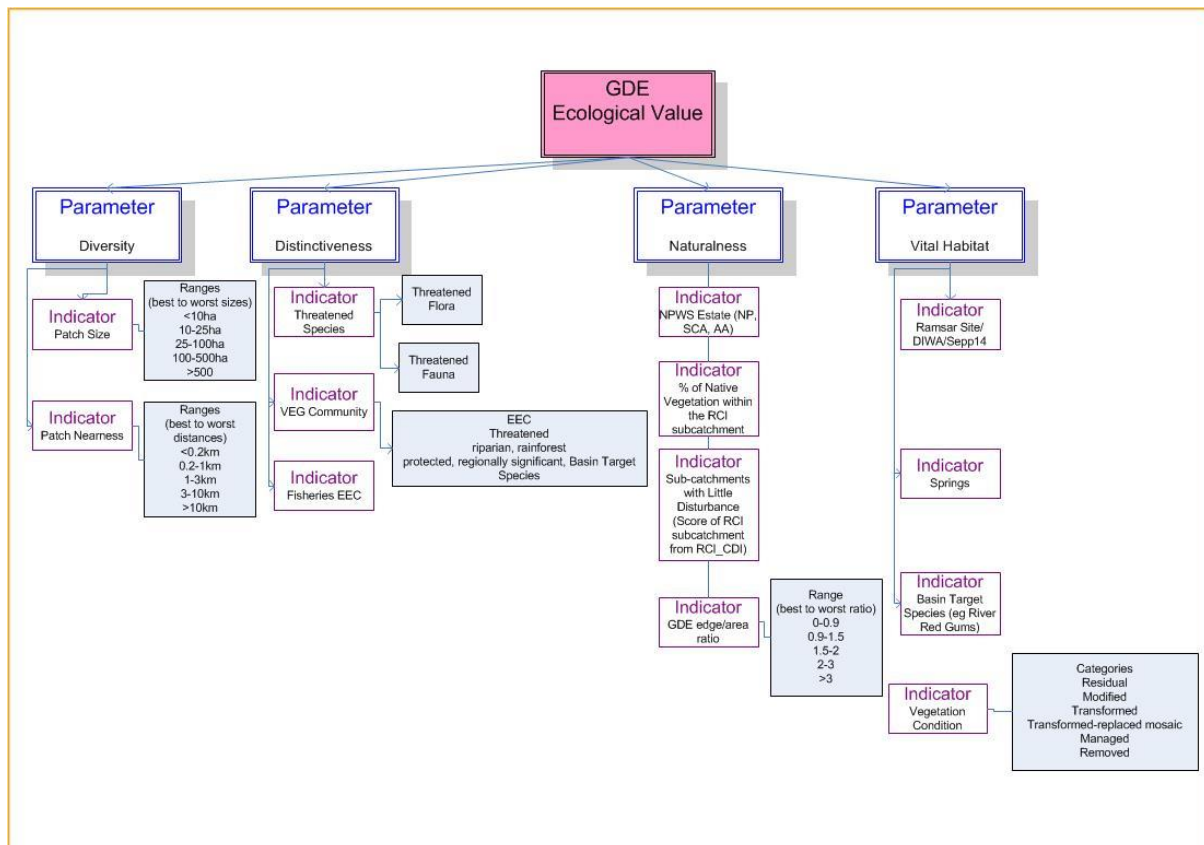 GDE
Ecological Value
Parameter
Diversity
Indicator
Patch Size
Ranges
(best to worst sizes)
<10ha
10-25ha
25-100ha
100-500ha
>500
Indicator
Patch Nearness
Ranges
(best to worst
distances)
<0.2km
0.2-1km
1-3km
3-10km
>10km
Parameter
Distinctiveness
Indicator
Threatened
Species
Threatened
Flora
Threatened
Fauna
Indicator
VEG Community
EEC
Threatened
riparian, rainforest
protected, regionally significant, Basin Target
Species
Indicator
Fisheries EEC
Parameter
Naturalness
Indicator
NPWS Estate (NP,
SCA, AA)
Indicator
% of Native
Vegetation within
the RCI
subcatchment
Indicator
Sub-catchments
with Little
Disturbance
(Score of RCI
subcatchment
from RCI_CDI)
Indicator
GDE edge/area
ratio
Range
(best to worst ratio)
0-0.9
0.9-1.5
1.5-2
2-3
>3
Parameter
Vital Habitat
Indicator
Ramsar Site/
DIWA/Sepp14
Indicator
Springs
Indicator
Basin Target
Species (eg River
Red Gums)
Indicator
Vegetation
Condition
Categories
Residual
Modified
Transformed
Transformed-replaced mosaic
Managed
Removed